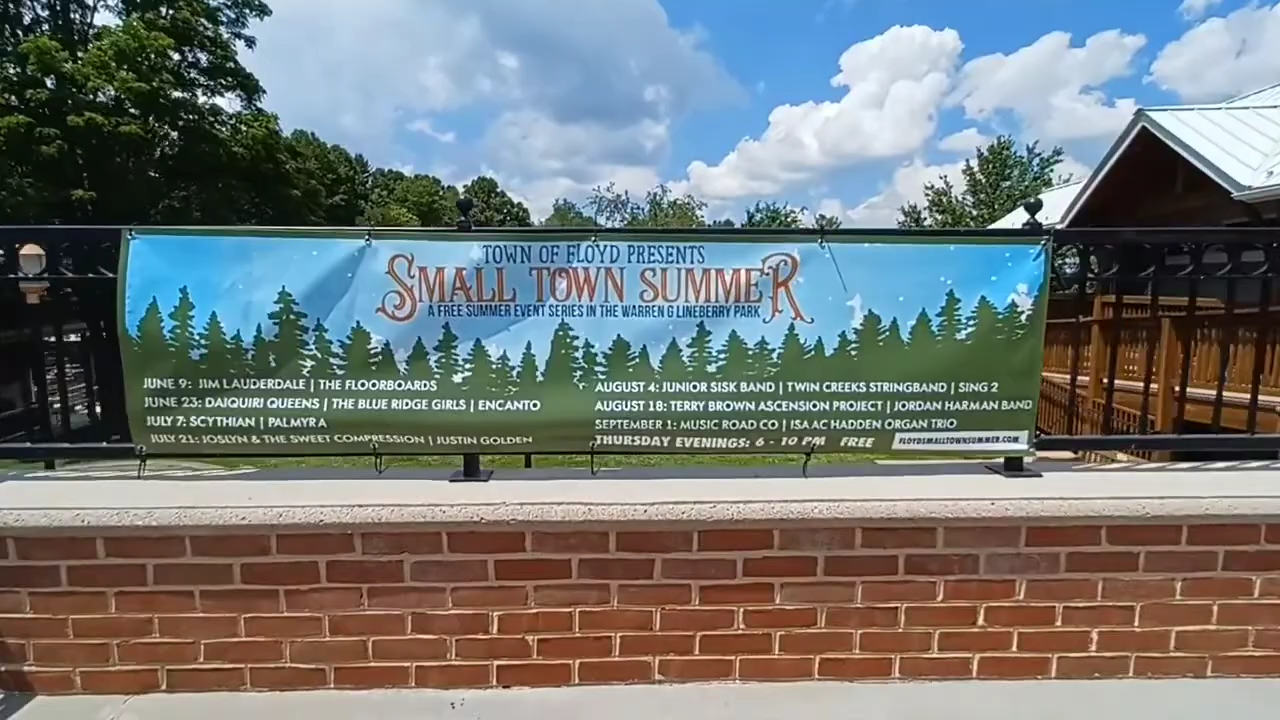 TOWN OF FLOYD PRESENTS
SMALL TOWN SUMMER
A FREE SUMMER EVENT SERIES IN THE WARREN G LINEBERRY PARK
JUNE 9: JIM LAUDERDALE | THE FLOORBOARDS
JUNE 23: DAIQUIRI QUEENS | THE BLUE RIDGE GIRLS | ENCANTO
JULY 7: SCYTHIAN | PALMYRA
JULY 21: JOSLYN & THE SWEET COMPRESSION | JUSTIN GOLDEN
AUGUST 4: JUNIOR SISK BAND | TWIN CREEKS STRINGBAND | SING 2
AUGUST 18: TERRY BROWN ASCENSION PROJECT | JORDAN HARMAN BAND
SEPTEMBER 1: MUSIC ROAD CO | ISAAC HADDEN ORGAN TRIO
THURSDAY EVENINGS: 6 - 10 PM FREE
FLOYDSMALLTOWNSUMMER.COM